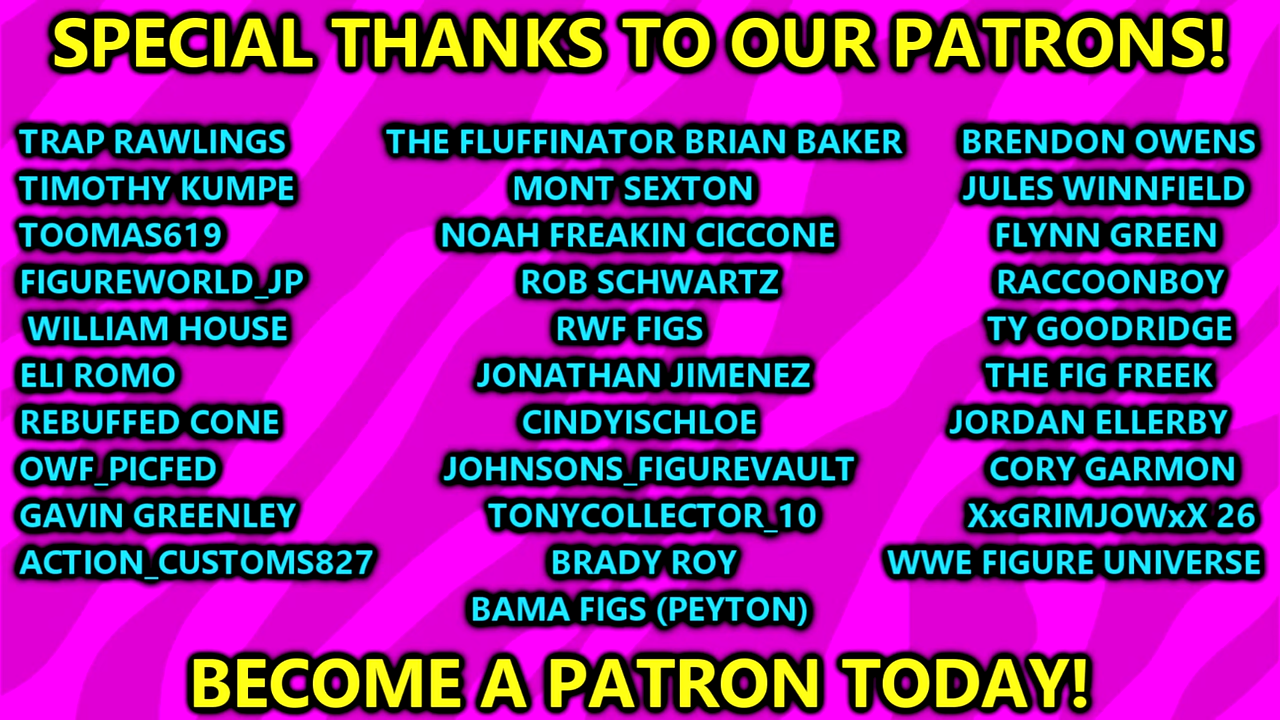 SPECIAL THANKS TO OUR PATRONS!
TRAP RAWLINGS
TIMOTHY KUMPE
TOOMAS619
FIGUREWORLD_JP
WILLIAM HOUSE
ELI ROMO
REBUFFED CONE
OWF_PICFED
GAVIN GREENLEY
ACTION_CUSTOMS827
THE FLUFFINATOR BRIAN BAKER
MONT SEXTON
NOAH FREAKIN CICCONE
ROB SCHWARTZ
RWF FIGS
JONATHAN JIMENEZ
CINDYISCHLOE
JOHNSONS_FIGUREVAULT
TONYCOLLECTOR_10
BRADY ROY
BAMA FIGS (PEYTON)
BRENDON OWENS
JULES WINNFIELD
FLYNN GREEN
RACCOONBOY
TY GOODRIDGE
THE FIG FREEK
JORDAN ELLERBY
CORY GARMON
XxGRIMJOWxX 26
WWE FIGURE UNIVERSE
BECOME A PATRON TODAY!